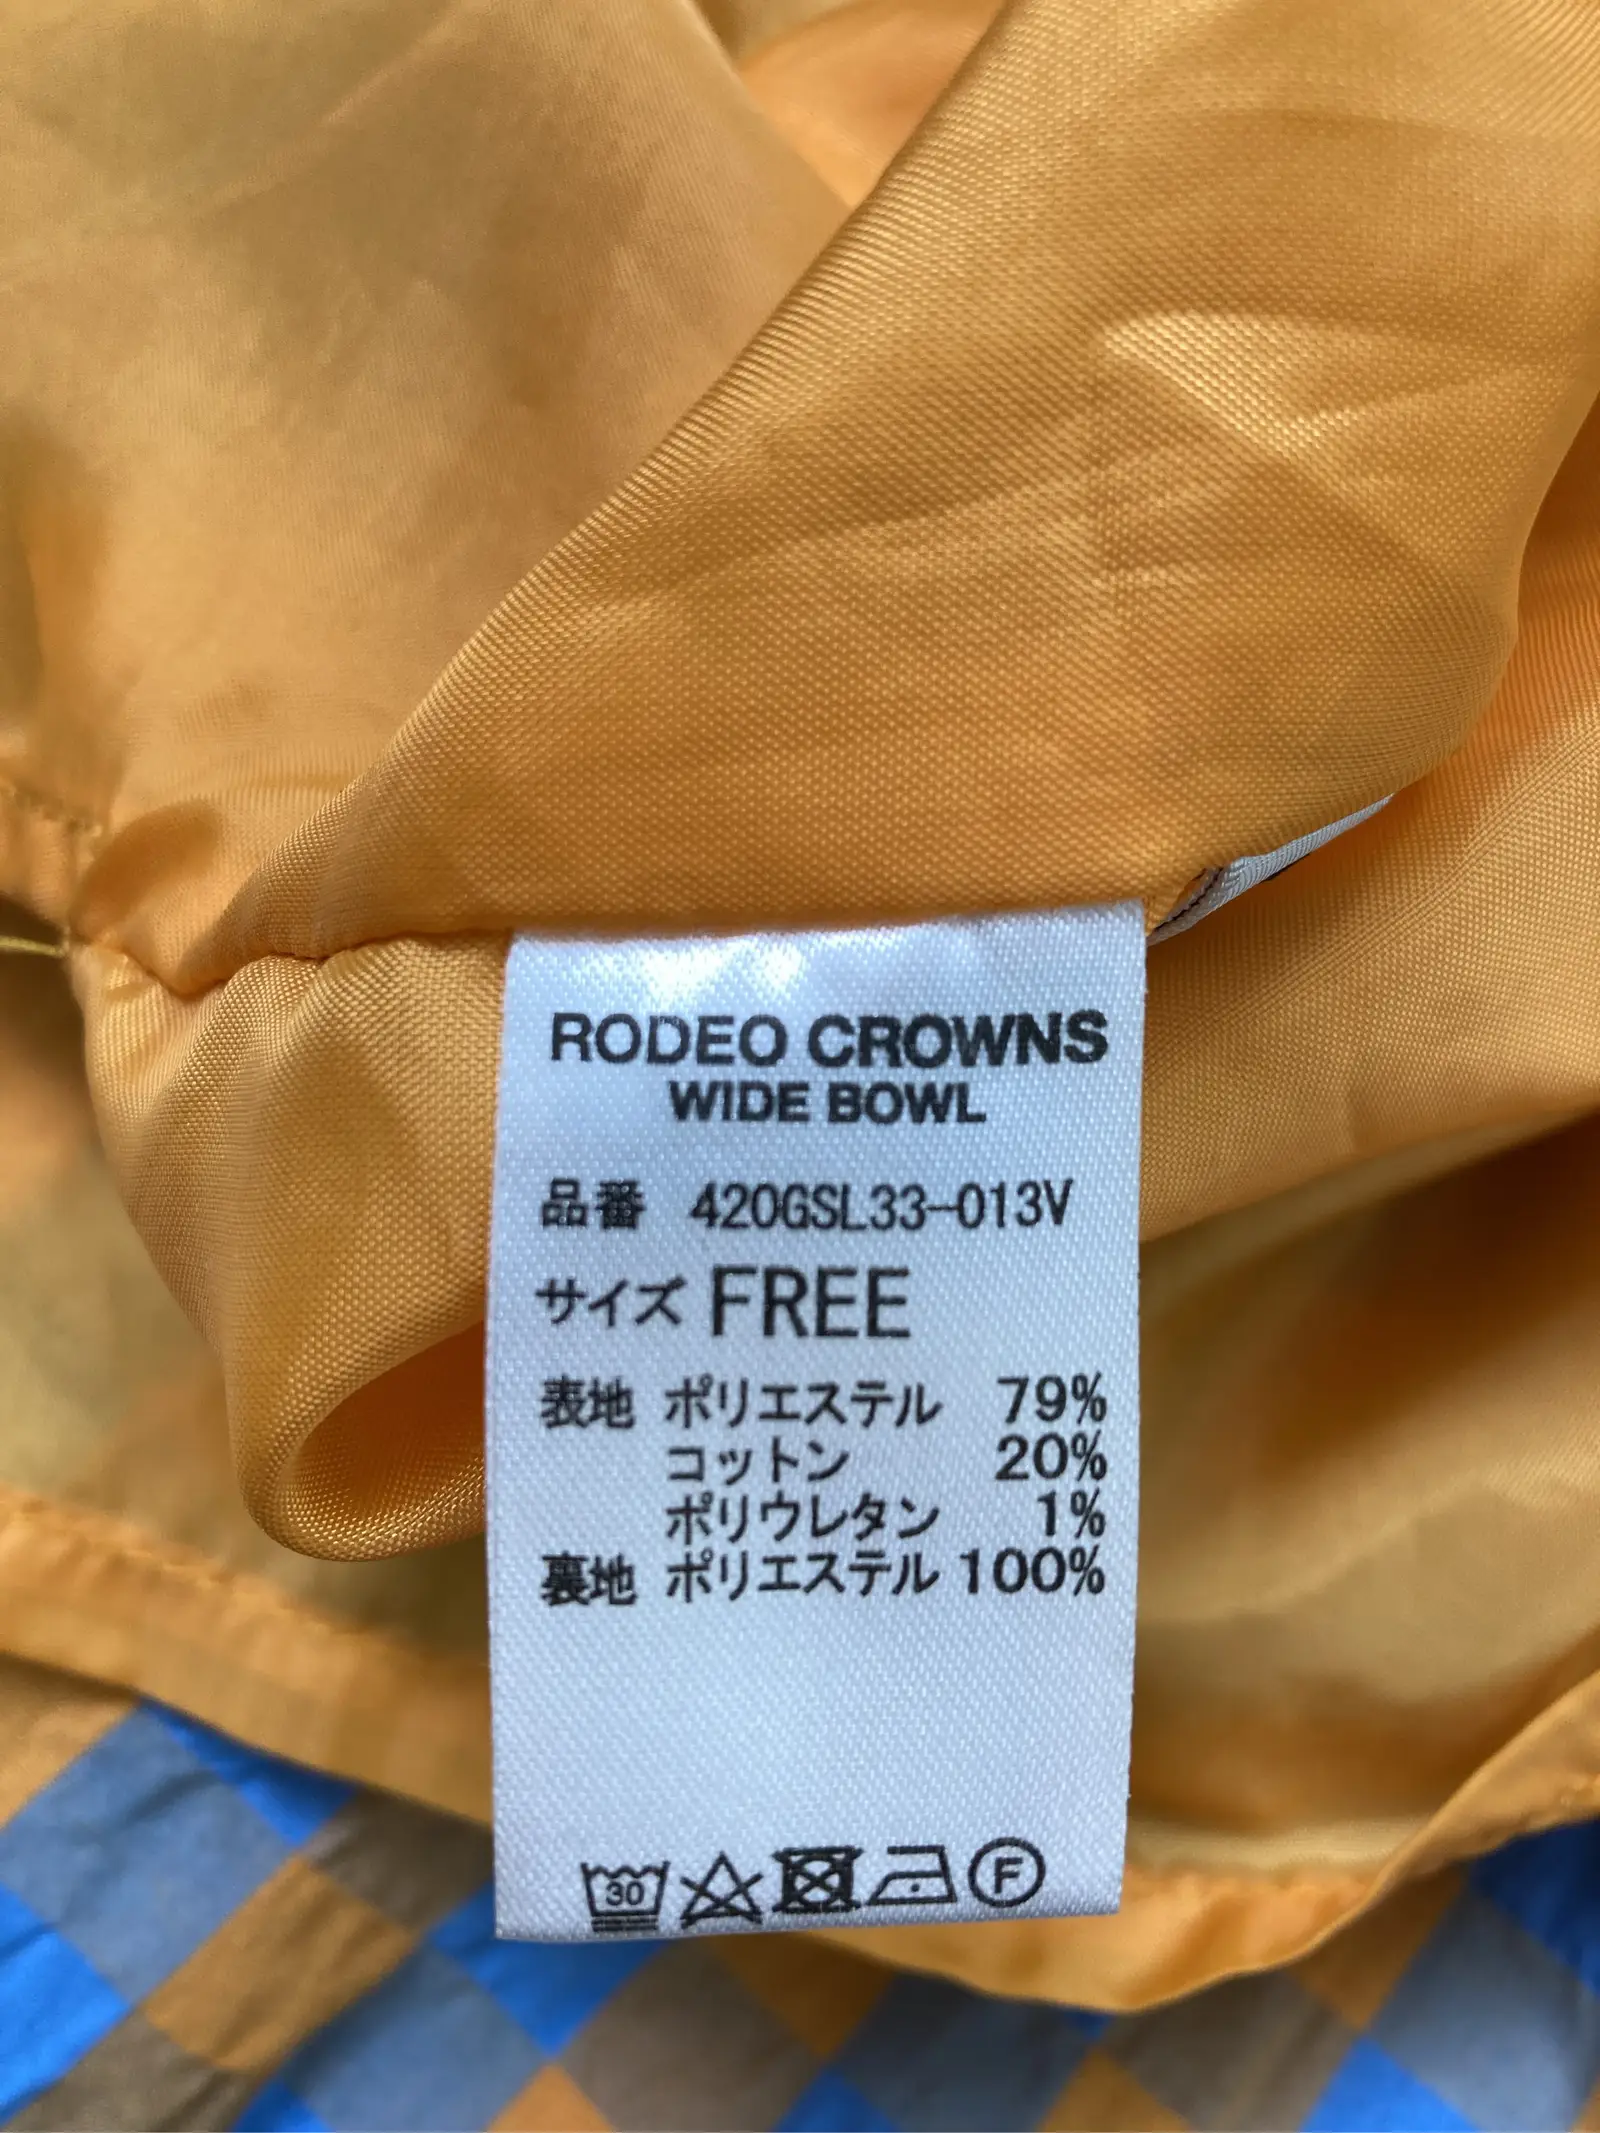 RODEO CROWNS
WIDE BOWL
品番 420GSL33-013V
サイズ FREE
表地 ポリエステル 79%
コットン 20%
ポリウレタン 1%
裏地 ポリエステル 100%
30 F